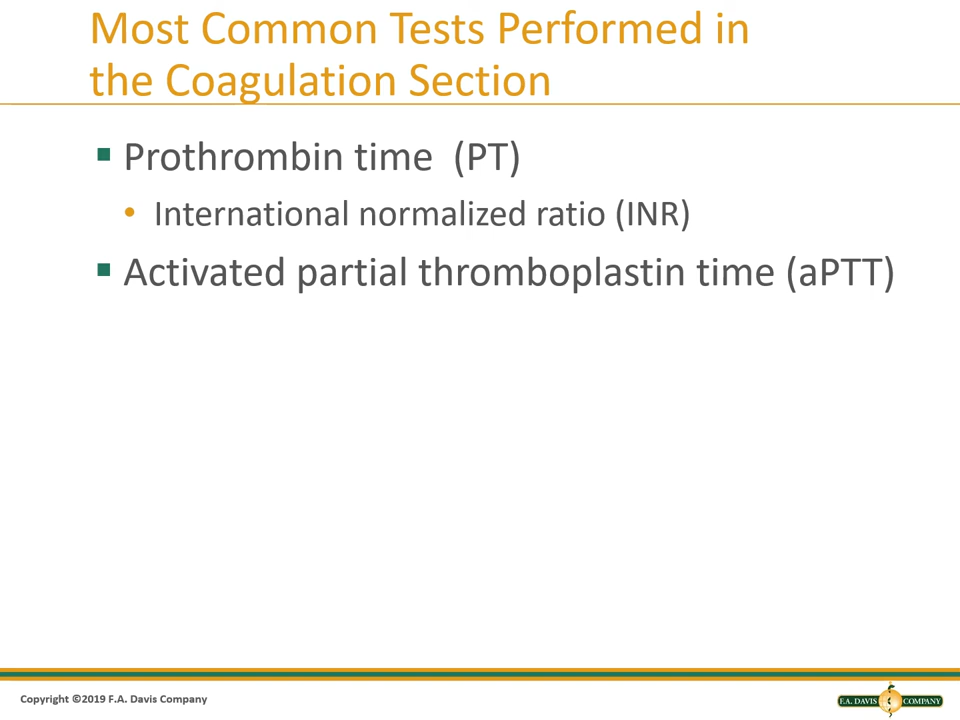 Most Common Tests Performed in
the Coagulation Section
Prothrombin time (PT)
International normalized ratio (INR)
Activated partial thromboplastin time (aPTT)
Copyright ©2019 F.A. Davis Company
F.A. DAVIS COMPANY